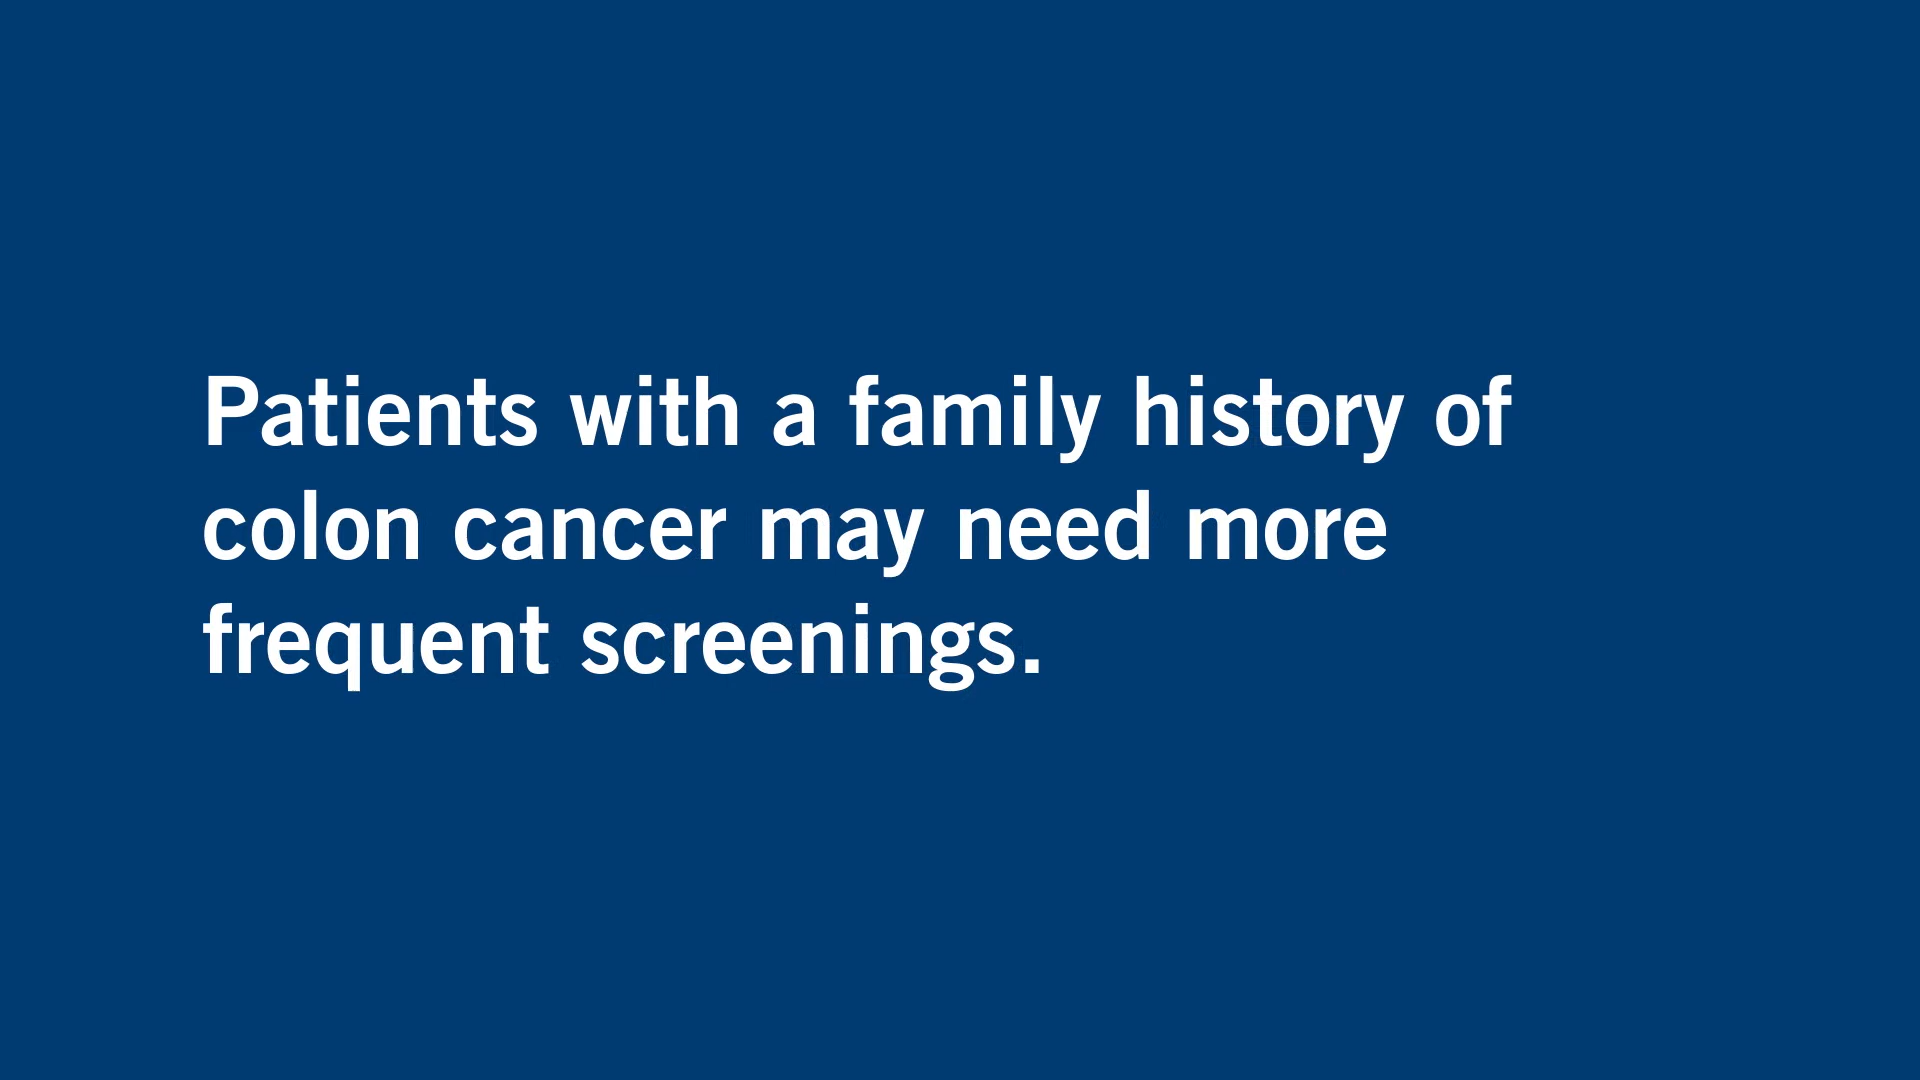 Patients with a family history of
colon cancer may need more
frequent screenings.